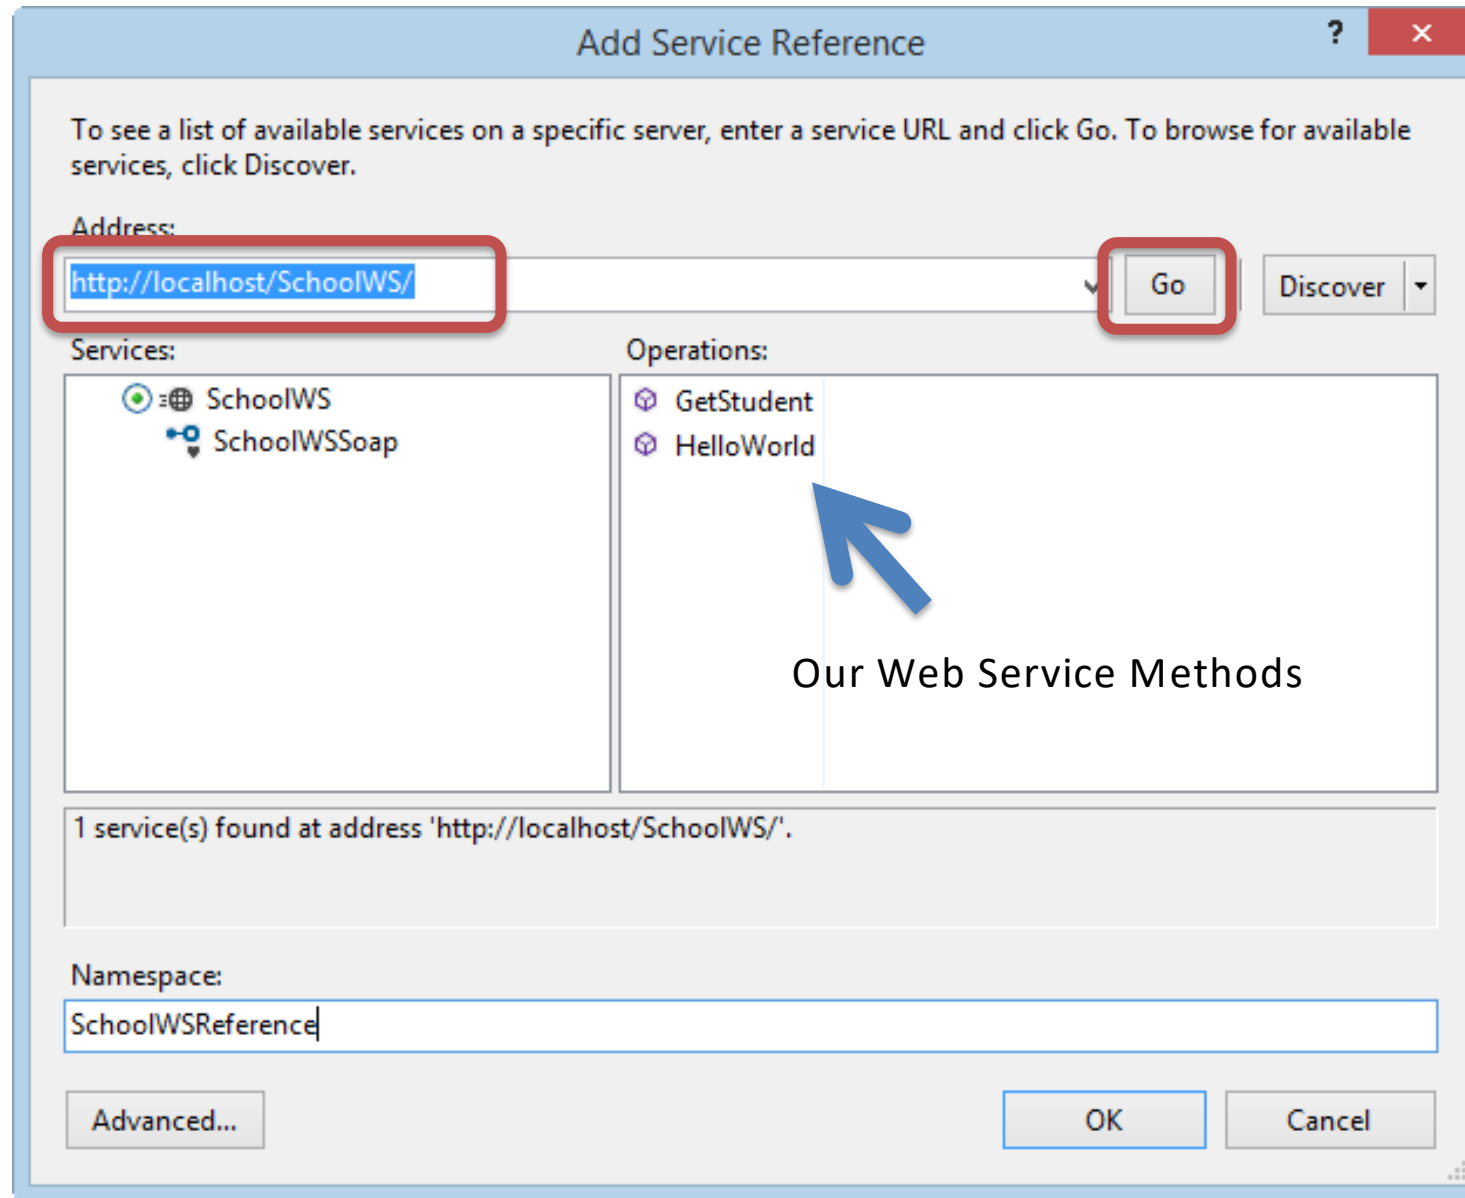 Add Service Reference
?
To see a list of available services on a specific server, enter a service URL and click Go. To browse for available
services, click Discover.
Address:
http://localhost/SchoolWS/
Go
Discover
Services:
Operations:
SchoolWS
GetStudent
SchoolWSSoap
HelloWorld
Our Web Service Methods
1 service(s) found at address 'http://localhost/SchoolWS/'.
Namespace:
SchoolWSReference
Advanced...
OK
Cancel